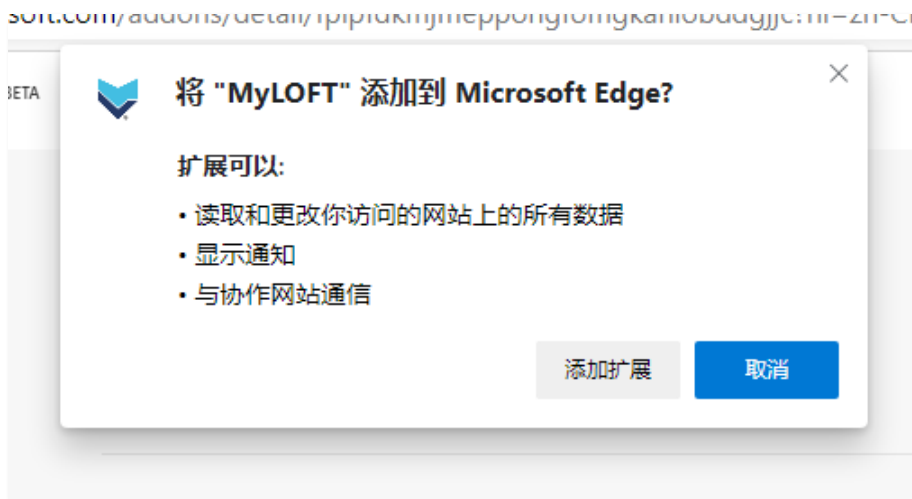 BETA
将 "MyLOFT" 添加到 Microsoft Edge?
扩展可以:
• 读取和更改你访问的网站上的所有数据
• 显示通知
• 与协作网站通信
添加扩展
取消